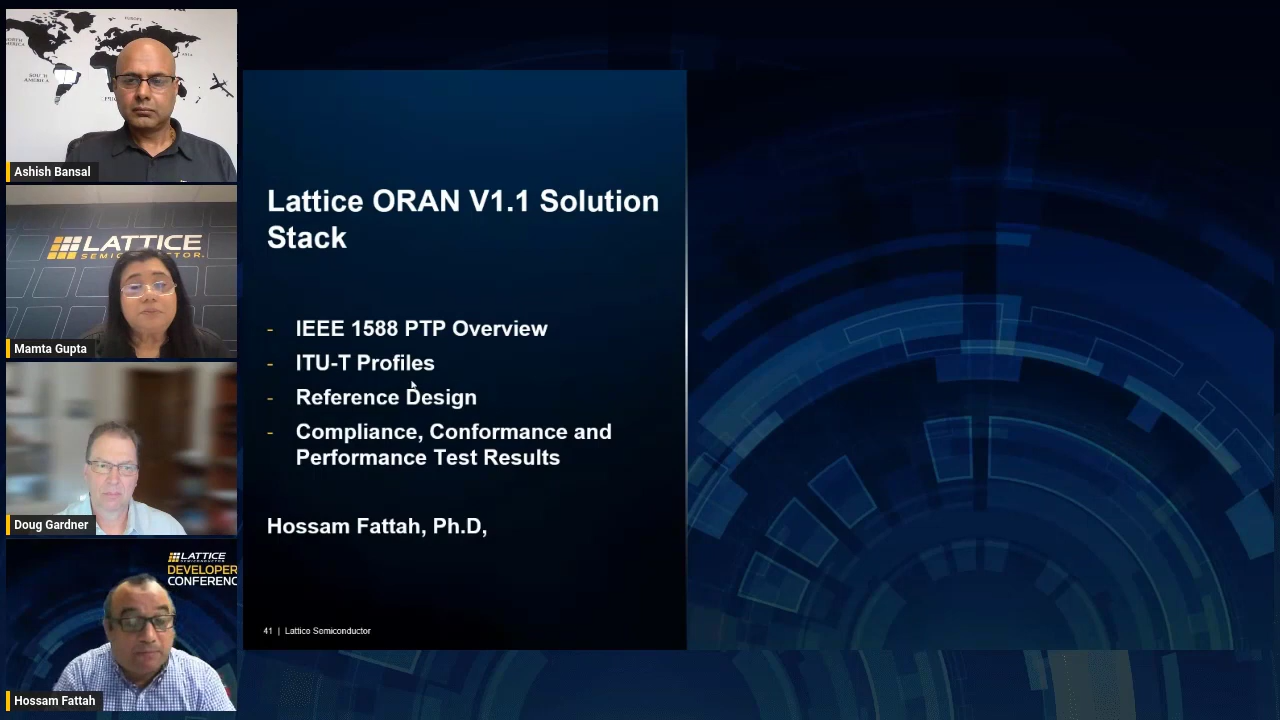 Ashish Bansal
LATTICE
SEMICONDUCTOR
Mamta Gupta
Doug Gardner
LATTICE
DEVELOPER
CONFERENC
Hossam Fattah
Lattice ORAN V1.1 Solution
Stack
- IEEE 1588 PTP Overview
- ITU-T Profiles
- Reference Design
- Compliance, Conformance and
Performance Test Results
Hossam Fattah, Ph.D,
41 | Lattice Semiconductor